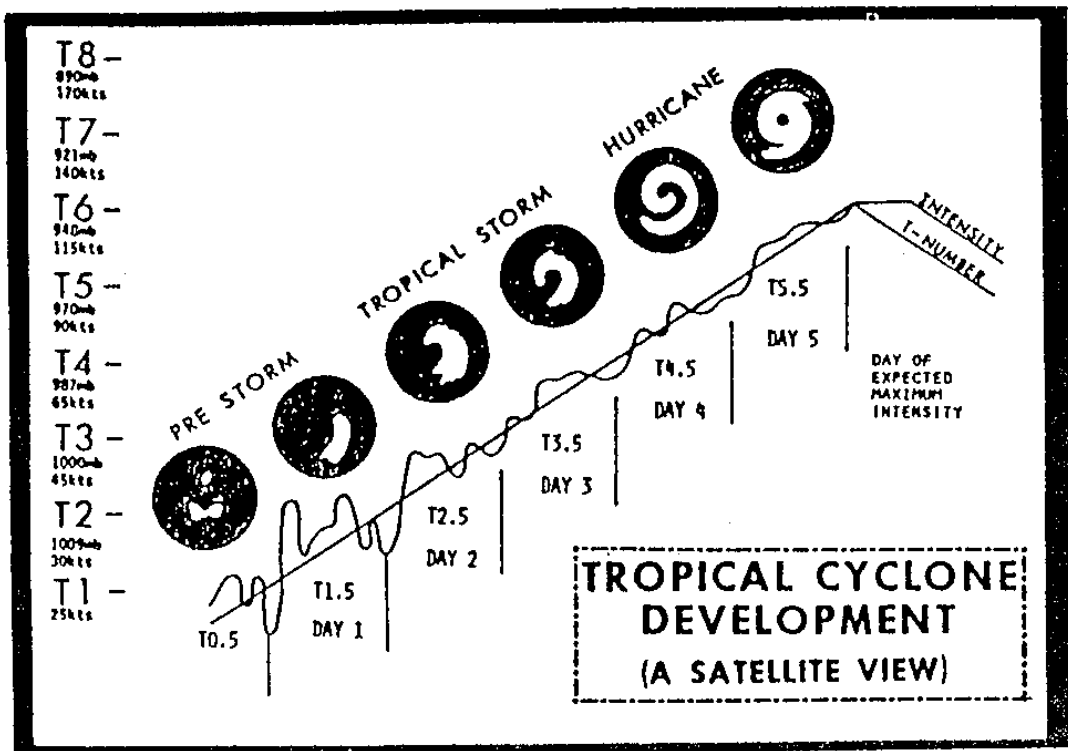 T8 –
890mb
170kts
T7 –
921mb
140kts
T6 –
948mb
115kts
T5 –
970mb
90kts
T4 –
987mb
65kts
T3 –
1000mb
45kts
T2 –
1009mb
30kts
T1 –
25kts
PRE STORM
TROPICAL STORM
HURRICANE
INTENSITY
T-NUMBER
T0.5
T1.5
DAY 1
T2.5
DAY 2
T3.5
DAY 3
T4.5
DAY 4
T5.5
DAY 5
DAY OF
EXPECTED
MAXIMUM
INTENSITY
TROPICAL CYCLONE
DEVELOPMENT
(A SATELLITE VIEW)